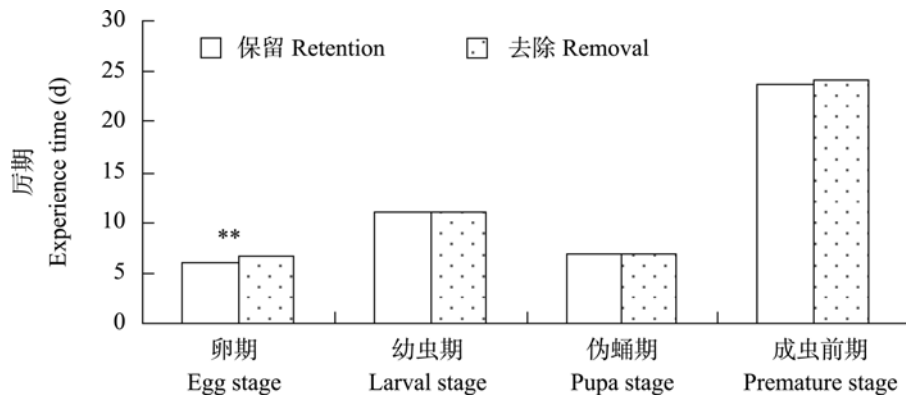 30
25
20
15
10
5
0
厉期
Experience time (d)
保留 Retention
去除 Removal
**
卵期
Egg stage
幼虫期
Larval stage
伪蛹期
Pupa stage
成虫前期
Premature stage